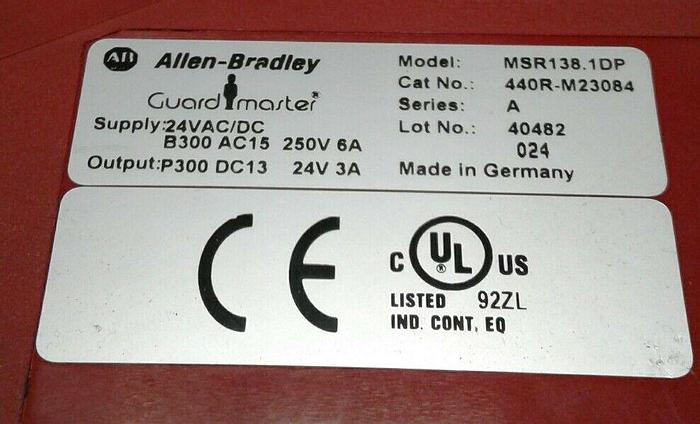 AB Allen-Bradley
Guardmaster®
Supply:24VAC/DC
B300 AC15 250V 6A
Output:P300 DC13 24V 3A
Model: MSR138.1DP
Cat No.: 440R-M23084
Series: A
Lot No.: 40482
024
Made in Germany
CE
C UL® US
LISTED 92ZL
IND. CONT, EQ